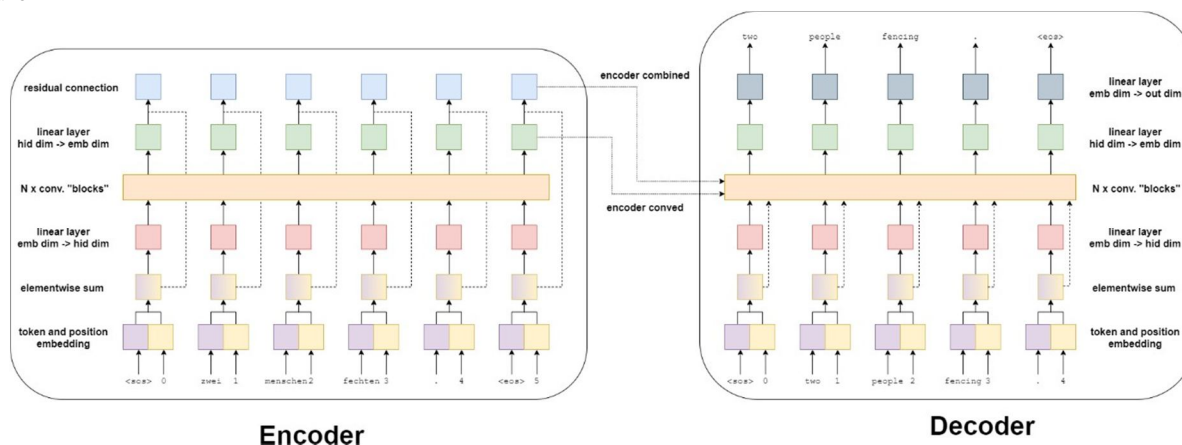 residual connection
linear layer
hid dim -> emb dim
N x conv. "blocks"
linear layer
emb dim -> hid dim
elementwise sum
token and position
embedding
<sos> 0 zwei 1 menschen 2 fechten 3 . 4 <eos> 5
Encoder
encoder combined
encoder conved
two people fencing . <eos>
linear layer
emb dim -> out dim
linear layer
hid dim -> emb dim
N x conv. "blocks"
linear layer
emb dim -> hid dim
elementwise sum
token and position
embedding
<sos> 0 two 1 people 2 fencing 3 . 4
Decoder